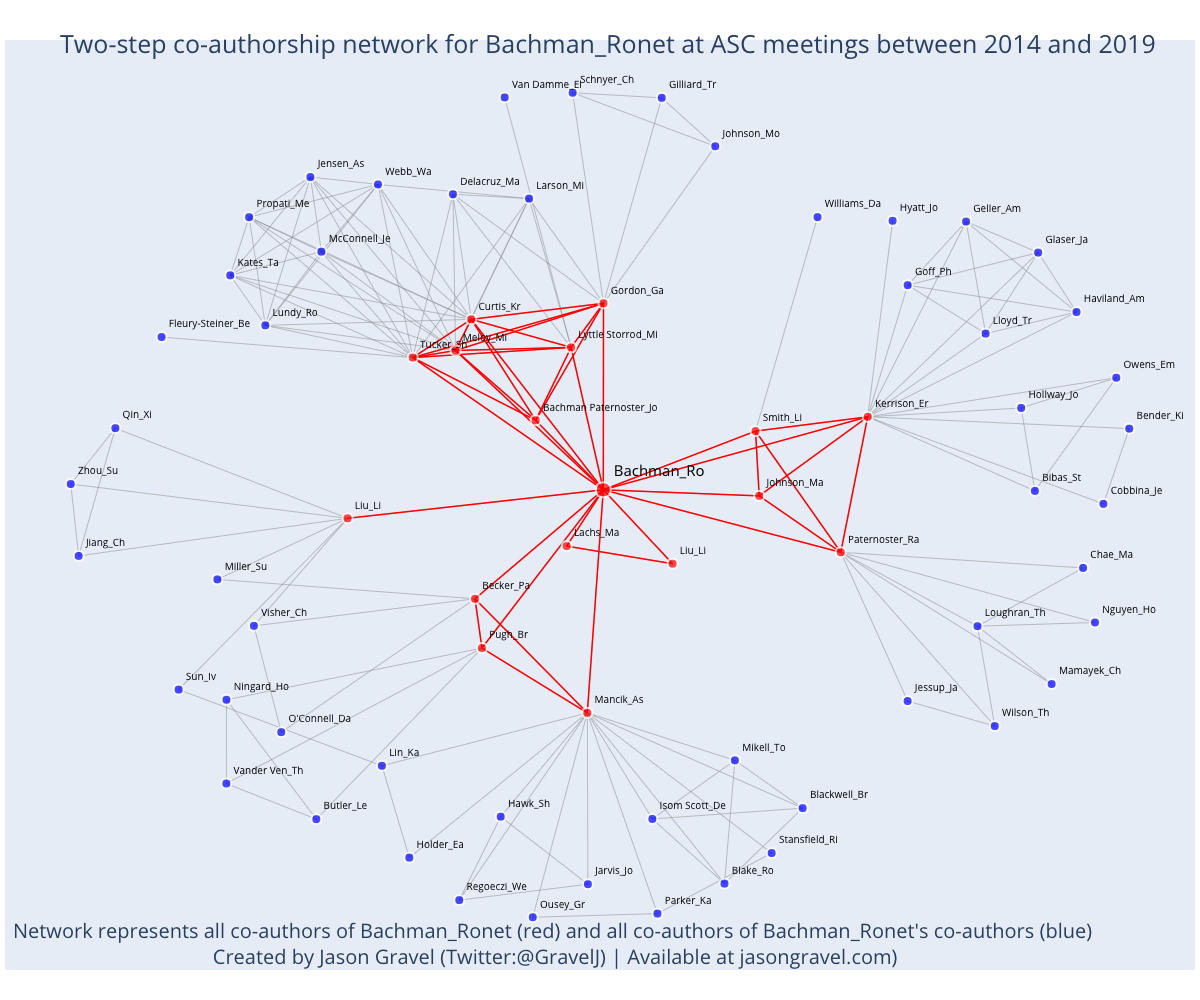 Two-step co-authorship network for Bachman_Ronet at ASC meetings between 2014 and 2019
Schnyer_Ch
Van Damme_Er
Gilliard_Tr
Johnson_Mo
Jensen_As
Webb_Wa
Delacruz_Ma
Larson_Mi
Propati_Me
Williams_Da
Hyatt_Jo
Geller_Am
McConnell_Je
Glaser_Ja
Kates_Ta
Goff_Ph
Gordon_Ga
Haviland_Am
Curtis_Kr
Lundy_Ro
Lloyd_Tr
Fleury-Steiner_Be
Lyttle Storrod_Mi
Meloy_Mi
Tucker_Sh
Owens_Em
Hollway_Jo
Kerrison_Er
Bachman Paternoster_Jo
Qin_Xi
Smith_Li
Bender_Ki
Zhou_Su
Bachman_Ro
Bibas_St
Johnson_Ma
Cobbina_Je
Liu_Li
Lachs_Ma
Paternoster_Ra
Jiang_Ch
Liu_Li
Chae_Ma
Miller_Su
Becker_Pa
Visher_Ch
Loughran_Th
Nguyen_Ho
Pugh_Br
Mamayek_Ch
Sun_Iv
Ningard_Ho
Jessup_Ja
Mancik_As
Wilson_Th
O'Connell_Da
Lin_Ka
Mikell_To
Vander Ven_Th
Blackwell_Br
Butler_Le
Hawk_Sh
Isom Scott_De
Stansfield_Ri
Holder_Ea
Jarvis_Jo
Blake_Ro
Regoeczi_We
Ousey_Gr
Parker_Ka
Network represents all co-authors of Bachman_Ronet (red) and all co-authors of Bachman_Ronet's co-authors (blue)
Created by Jason Gravel (Twitter:@GravelJ) | Available at jasongravel.com)